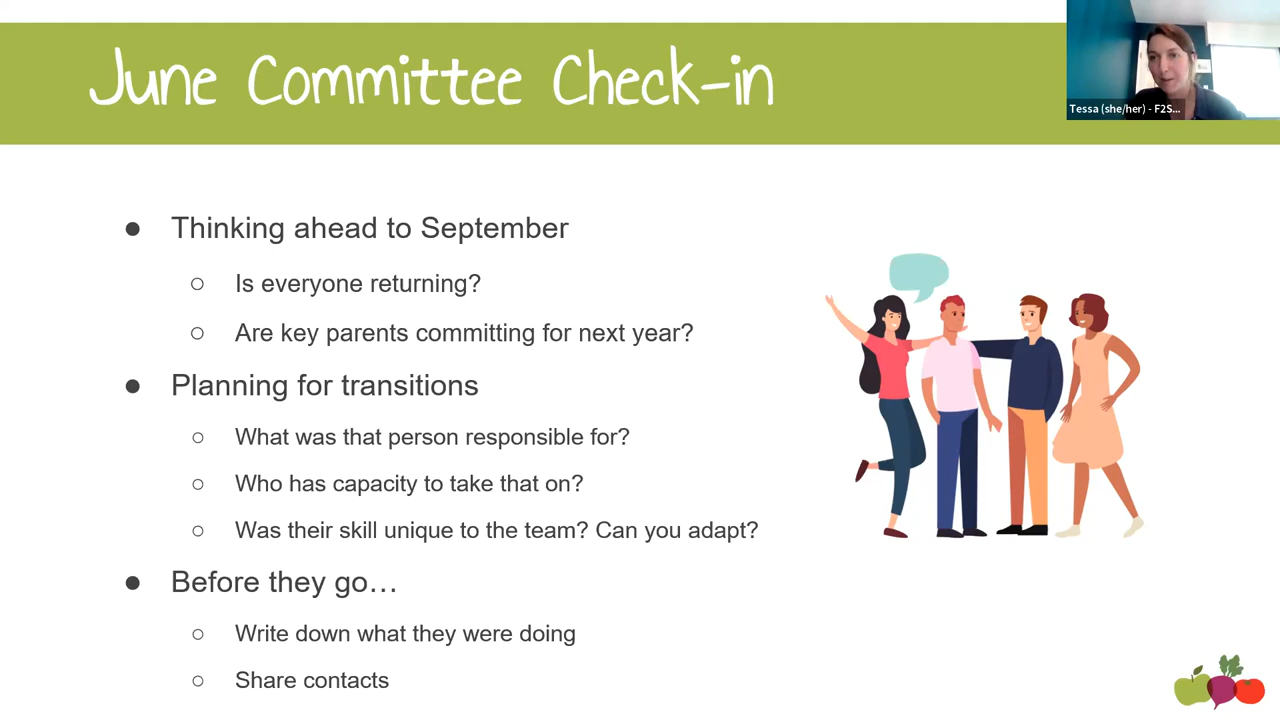 June Committee Check-in
Tessa (she/her) - F2S...
● Thinking ahead to September
○ Is everyone returning?
○ Are key parents committing for next year?
● Planning for transitions
○ What was that person responsible for?
○ Who has capacity to take that on?
○ Was their skill unique to the team? Can you adapt?
● Before they go…
○ Write down what they were doing
○ Share contacts